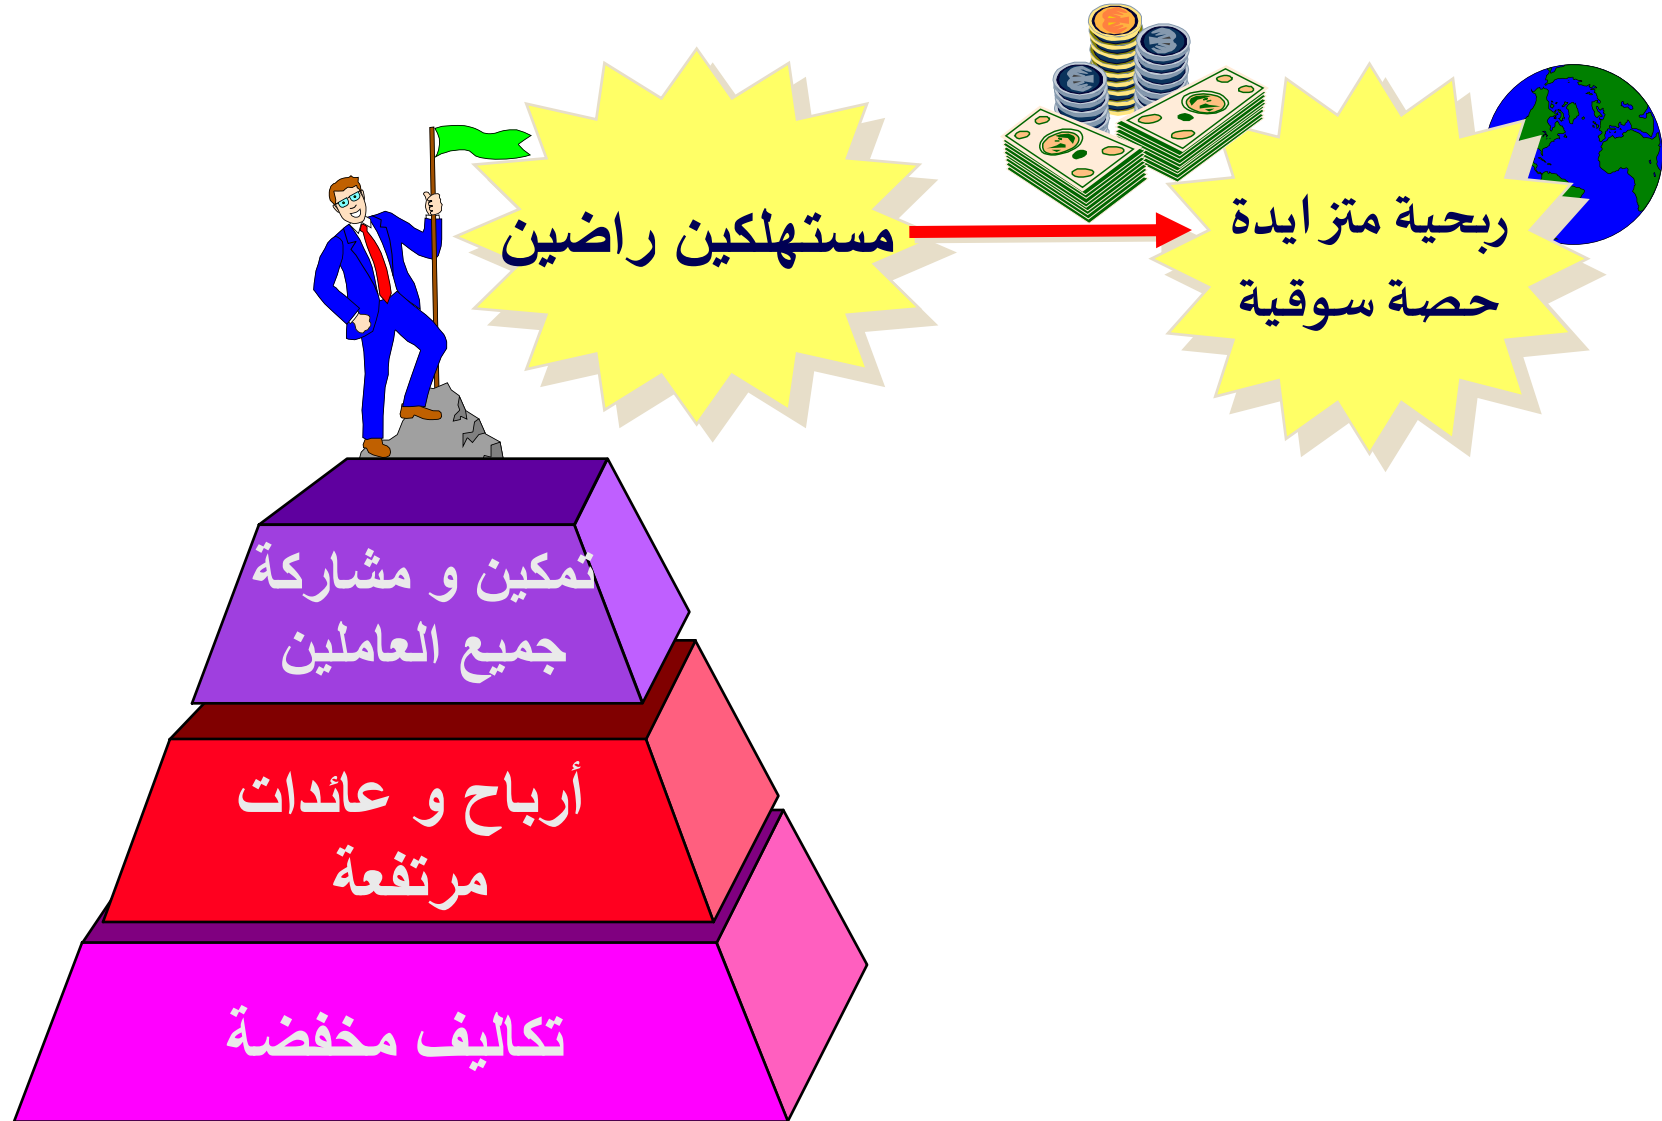 مستهلكين راضين
ربحية متزايدة
حصة سوقية
تمكين و مشاركة
جميع العاملين
أرباح و عائدات
مرتفعة
تكاليف مخفضة